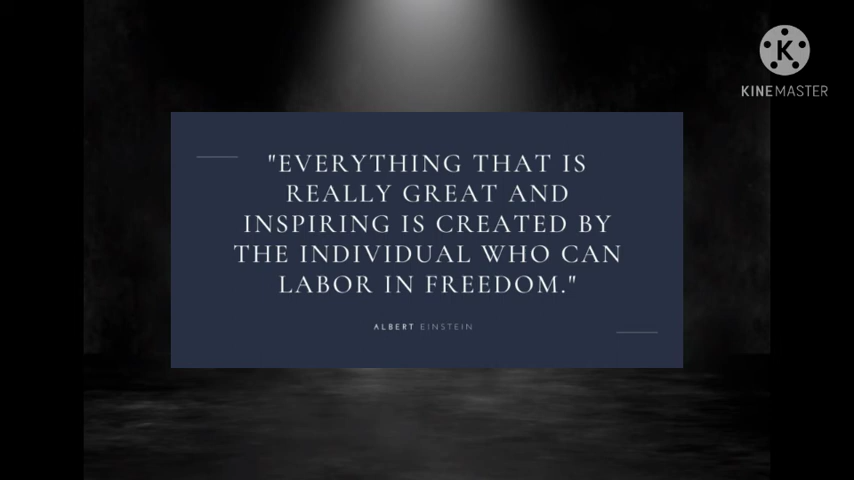 KINEMASTER
"EVERYTHING THAT IS
REALLY GREAT AND
INSPIRING IS CREATED BY
THE INDIVIDUAL WHO CAN
LABOR IN FREEDOM."
ALBERT EINSTEIN